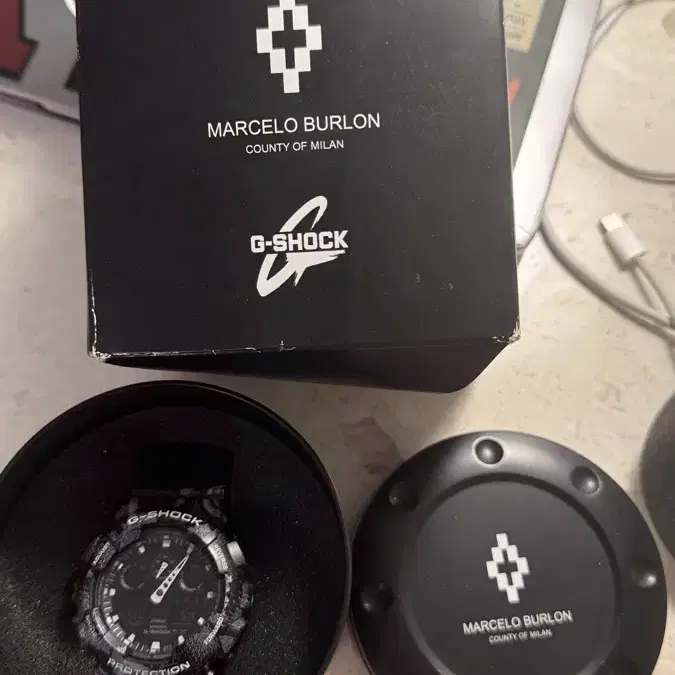 MARCELO BURLON
COUNTY OF MILAN
G-SHOCK
G-SHOCK
G-SHOCK
PROTECTION
MARCELO BURLON
COUNTY OF MILAN